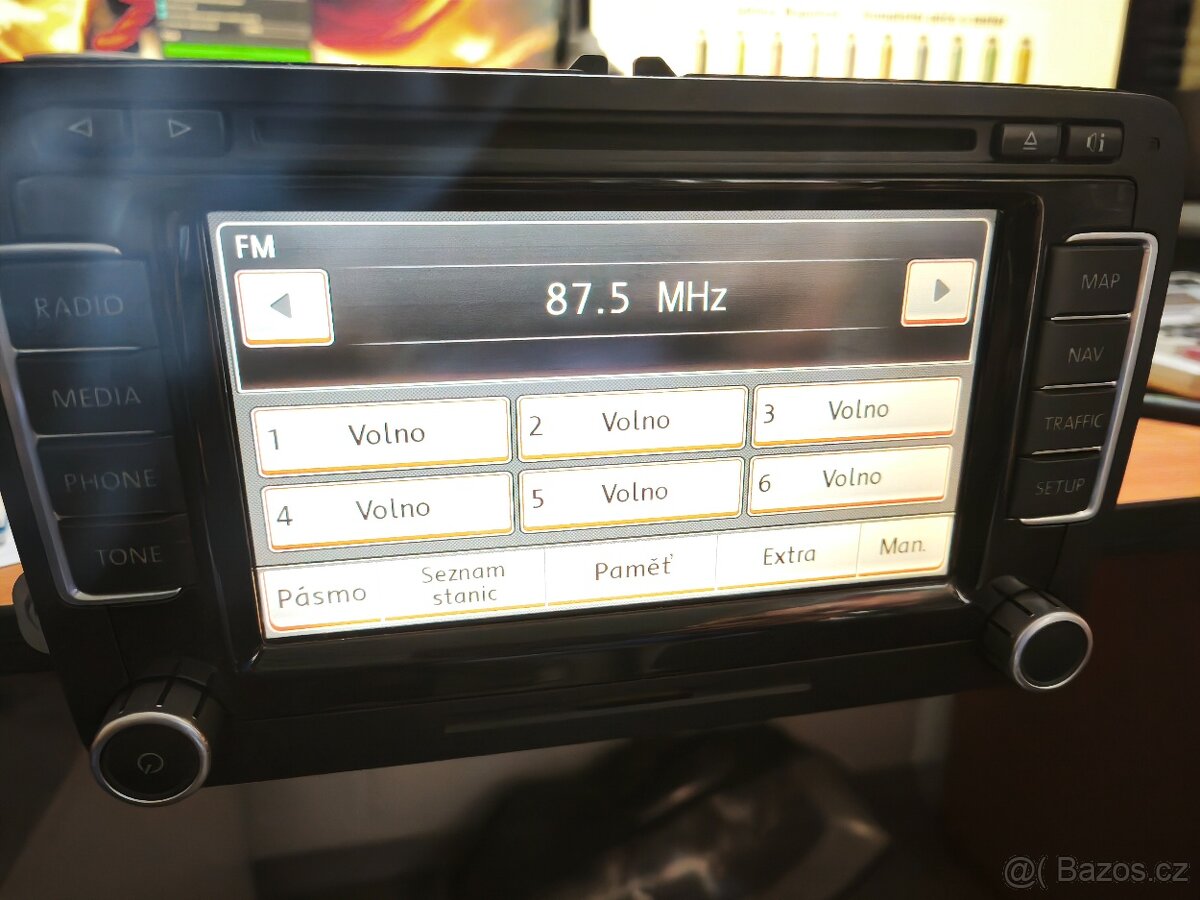 FM
87.5 MHz
1 Volno
2 Volno
3 Volno
4 Volno
5 Volno
6 Volno
Pásmo
Seznam
stanic
Paměť
Extra
Man.
RADIO
MEDIA
PHONE
TONE
MAP
NAV
TRAFFIC
SETUP
@( Bazos.cz